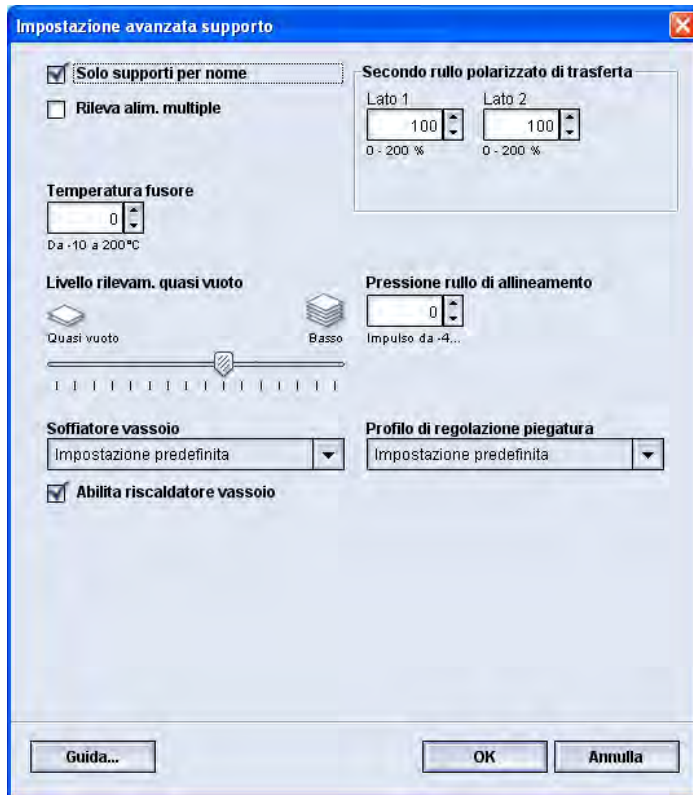 Impostazione avanzata supporto
Solo supporti per nome
Rileva alim. multiple
Secondo rullo polarizzato di trasferta
Lato 1
Lato 2
100
100
0 - 200 %
0 - 200 %
Temperatura fusore
0
Da -10 a 200°C
Livello rilevam. quasi vuoto
Quasi vuoto
Basso
Pressione rullo di allineamento
0
Impulso da -4...
Soffiatore vassoio
Impostazione predefinita
Profilo di regolazione piegatura
Impostazione predefinita
Abilita riscaldatore vassoio
Guida...
OK
Annulla